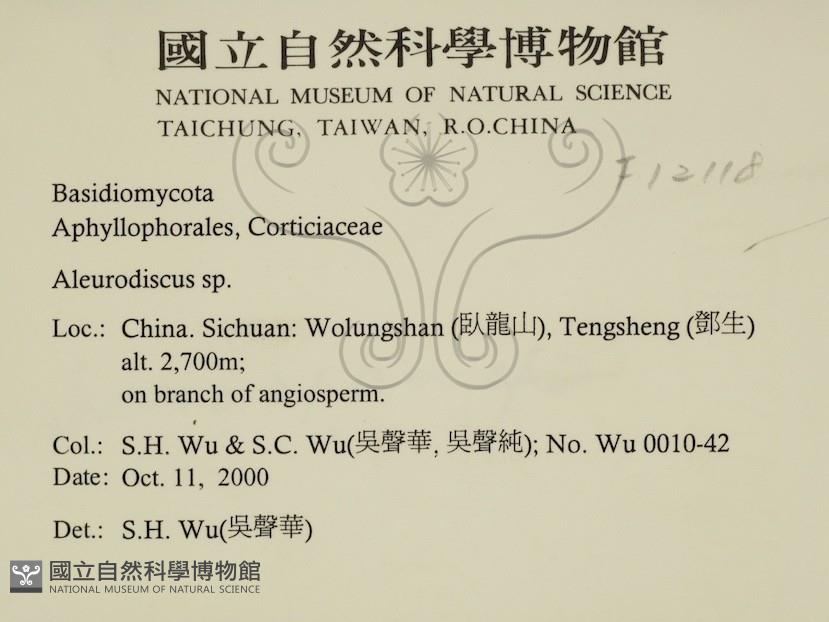 國立自然科學博物館
NATIONAL MUSEUM OF NATURAL SCIENCE
TAICHUNG, TAIWAN, R.O.CHINA
F12118
Basidiomycota
Aphyllophorales, Corticiaceae
Aleurodiscus sp.
Loc.: China. Sichuan: Wolungshan (臥龍山), Tengsheng (鄧生)
alt. 2,700m;
on branch of angiosperm.
Col.: S.H. Wu & S.C. Wu(吳聲華, 吳聲純); No. Wu 0010-42
Date: Oct. 11, 2000
Det.: S.H. Wu(吳聲華)
國立自然科學博物館
NATIONAL MUSEUM OF NATURAL SCIENCE